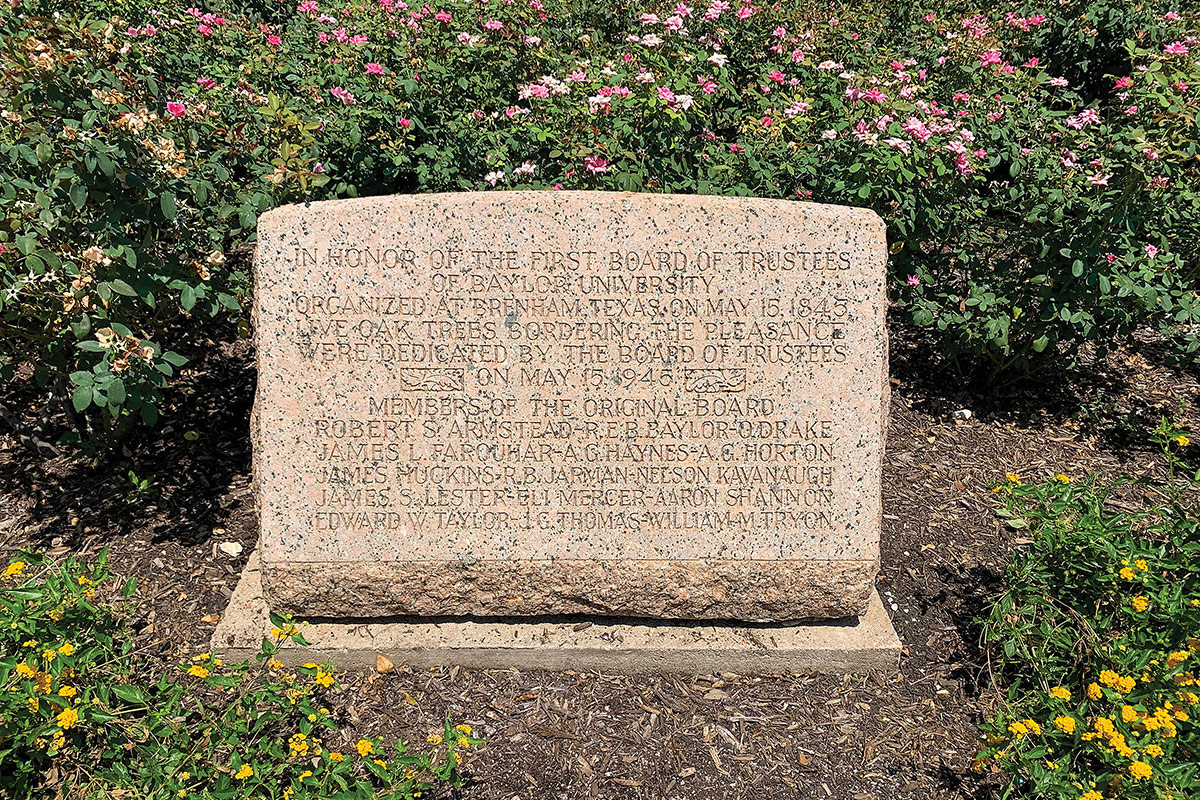 IN HONOR OF THE FIRST BOARD OF TRUSTEES
OF BAYLOR UNIVERSITY.
ORGANIZED AT BRENHAM, TEXAS, ON MAY 15, 1845
LIVE OAK TREES BORDERING THE PLEASANCE
WERE DEDICATED BY THE BOARD OF TRUSTEES
ON MAY 15, 1945
MEMBERS OF THE ORIGINAL BOARD
ROBERT S. ARMSTEAD-R.E.B. BAYLOR-O. DRAKE
JAMES L. FARQUHAR-A.G. HAYNES-A.C. HORTON
JAMES HUCKINS-R.B. JARMAN-NELSON KAVANAUGH
JAMES S. LESTER-ELI MERCER-AARON SHANNON
EDWARD W. TAYLOR-J.G. THOMAS-WILLIAM M. TRYON